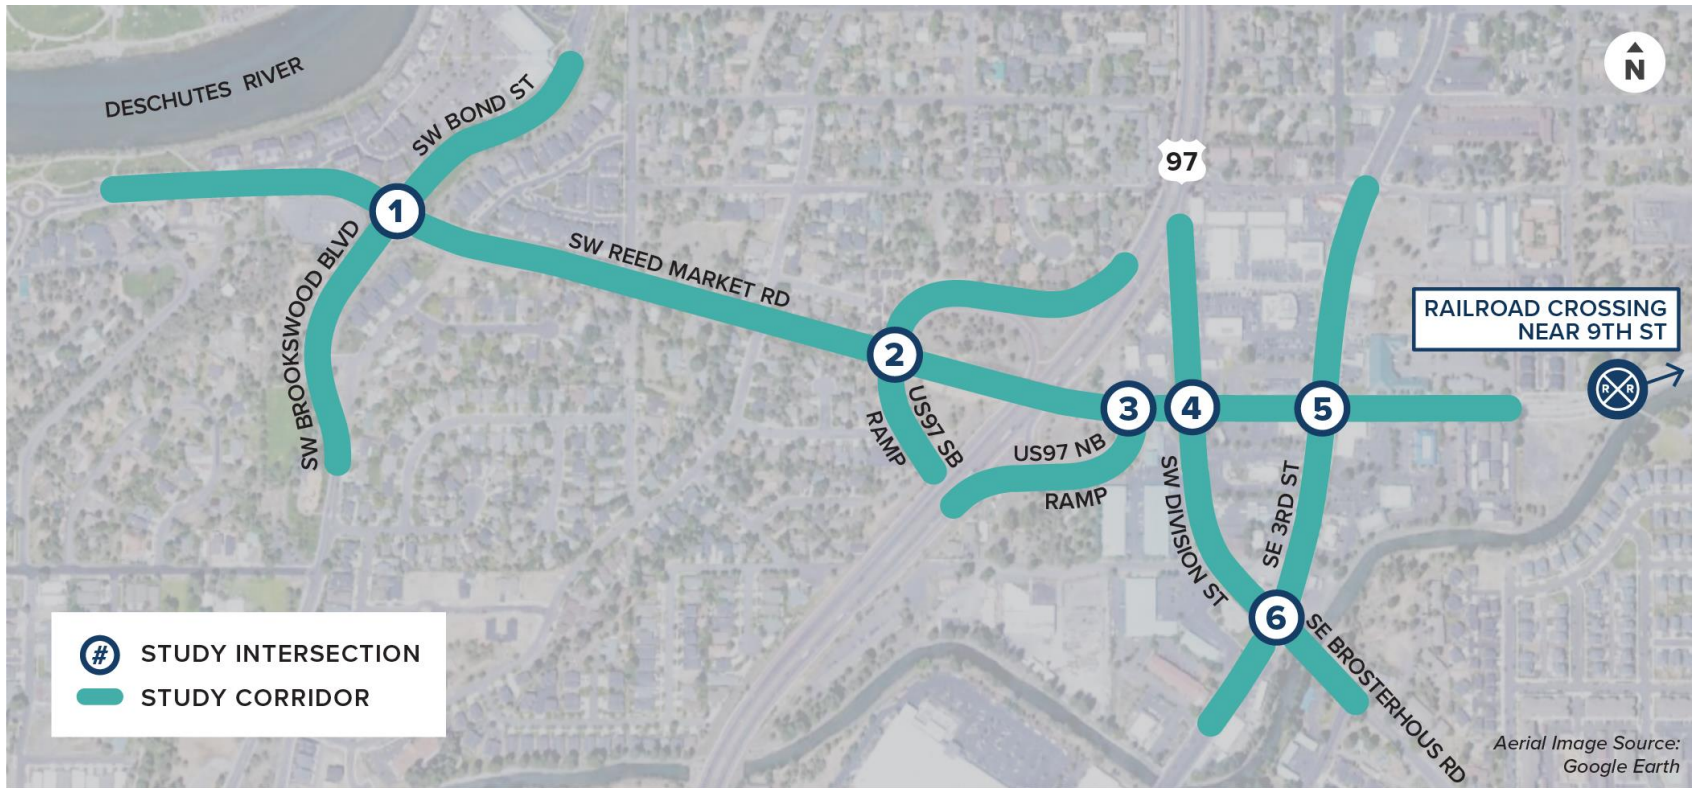 DESCHUTES RIVER
SW BOND ST
N
97
1
SW BROOKSWOOD BLVD
SW REED MARKET RD
RAILROAD CROSSING
NEAR 9TH ST
2
R R
3
4
5
US97 SB
RAMP
US97 NB
RAMP
SW DIVISION ST
SE 3RD ST
6
SE BROSTERHOUS RD
# STUDY INTERSECTION
STUDY CORRIDOR
Aerial Image Source:
Google Earth